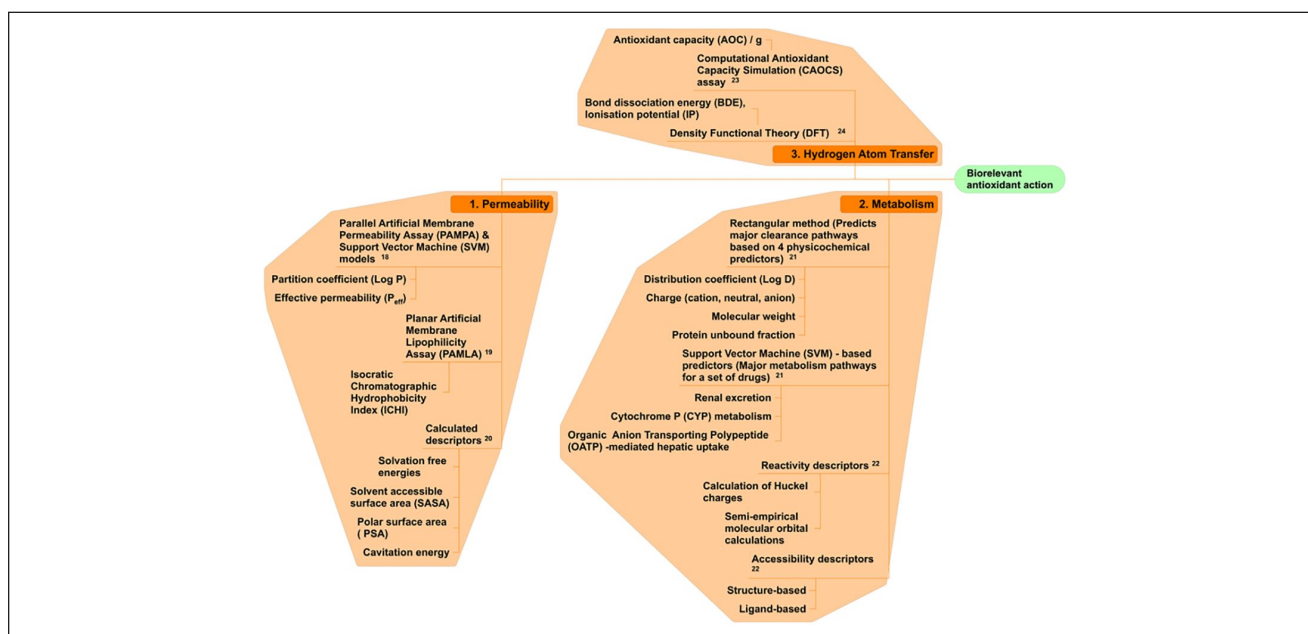 Antioxidant capacity (AOC) / g
Computational Antioxidant
Capacity Simulation (CAOCS)
assay 23
Bond dissociation energy (BDE),
Ionisation potential (IP)
Density Functional Theory (DFT) 24
3. Hydrogen Atom Transfer
Biorelevant
antioxidant action
1. Permeability
Parallel Artificial Membrane
Permeability Assay (PAMPA) &
Support Vector Machine (SVM)
models 18
Partition coefficient (Log P)
Effective permeability (Peff)
Planar Artificial
Membrane
Lipophilicity
Assay (PAMLA) 19
Isocratic
Chromatographic
Hydrophobicity
Index (ICHI)
Calculated
descriptors 20
Solvation free
energies
Solvent accessible
surface area (SASA)
Polar surface area
( PSA)
Cavitation energy
2. Metabolism
Rectangular method (Predicts
major clearance pathways
based on 4 physicochemical
predictors) 21
Distribution coefficient (Log D)
Charge (cation, neutral, anion)
Molecular weight
Protein unbound fraction
Support Vector Machine (SVM) - based
predictors (Major metabolism pathways
for a set of drugs) 21
Renal excretion
Cytochrome P (CYP) metabolism
Organic Anion Transporting Polypeptide
(OATP) -mediated hepatic uptake
Reactivity descriptors 22
Calculation of Huckel
charges
Semi-empirical
molecular orbital
calculations
Accessibility descriptors
22
Structure-based
Ligand-based